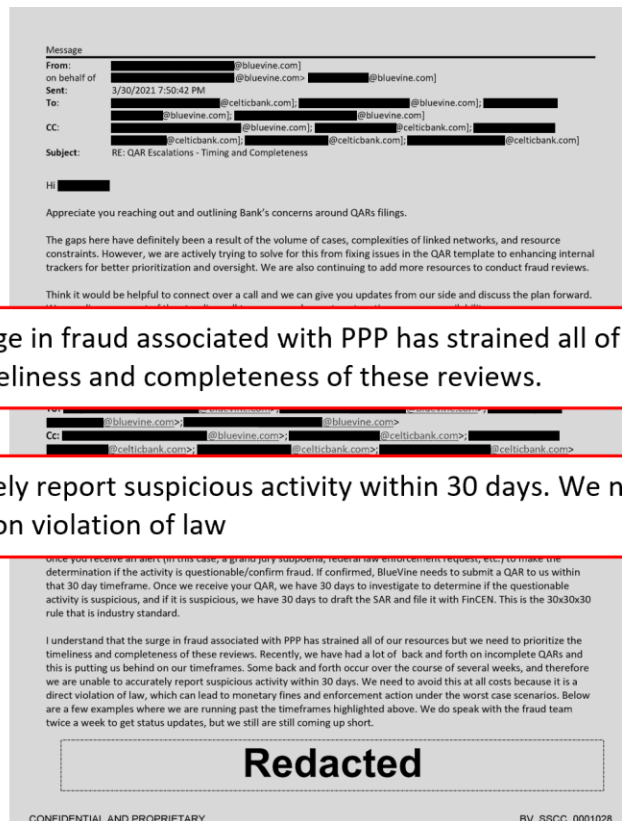 Message
From: @bluevine.com]
on behalf of @bluevine.com> @bluevine.com]
Sent: 3/30/2021 7:50:42 PM
To: @celticbank.com]; @bluevine.com];
@bluevine.com]; @bluevine.com]
CC: @bluevine.com]; @celticbank.com];
@celticbank.com]; @celticbank.com]; @celticbank.com]
Subject: RE: QAR Escalations - Timing and Completeness
Hi
Appreciate you reaching out and outlining Bank's concerns around QARs filings.
The gaps here have definitely been a result of the volume of cases, complexities of linked networks, and resource
constraints. However, we are actively trying to solve for this from fixing issues in the QAR template to enhancing internal
trackers for better prioritization and oversight. We are also continuing to add more resources to conduct fraud reviews.
Think it would be helpful to connect over a call and we can give you updates from our side and discuss the plan forward.
ge in fraud associated with PPP has strained all of
eliness and completeness of these reviews.
@bluevine.com>; @bluevine.com>
Cc: @bluevine.com>; @celticbank.com>;
@celticbank.com>; @celticbank.com>; @celticbank.com>
ely report suspicious activity within 30 days. We n
on violation of law
once you receive an alert (in this case, a grand jury subpoena, federal law enforcement request, etc.) to make the
determination if the activity is questionable/confirm fraud. If confirmed, BlueVine needs to submit a QAR to us within
that 30 day timeframe. Once we receive your QAR, we have 30 days to investigate to determine if the questionable
activity is suspicious, and if it is suspicious, we have 30 days to draft the SAR and file it with FinCEN. This is the 30x30x30
rule that is industry standard.
I understand that the surge in fraud associated with PPP has strained all of our resources but we need to prioritize the
timeliness and completeness of these reviews. Recently, we have had a lot of back and forth on incomplete QARs and
this is putting us behind on our timeframes. Some back and forth occur over the course of several weeks, and therefore
we are unable to accurately report suspicious activity within 30 days. We need to avoid this at all costs because it is a
direct violation of law, which can lead to monetary fines and enforcement action under the worst case scenarios. Below
are a few examples where we are running past the timeframes highlighted above. We do speak with the fraud team
twice a week to get status updates, but we still are still coming up short.
Redacted
CONFIDENTIAL AND PROPRIETARY BV_SSCC_0001028